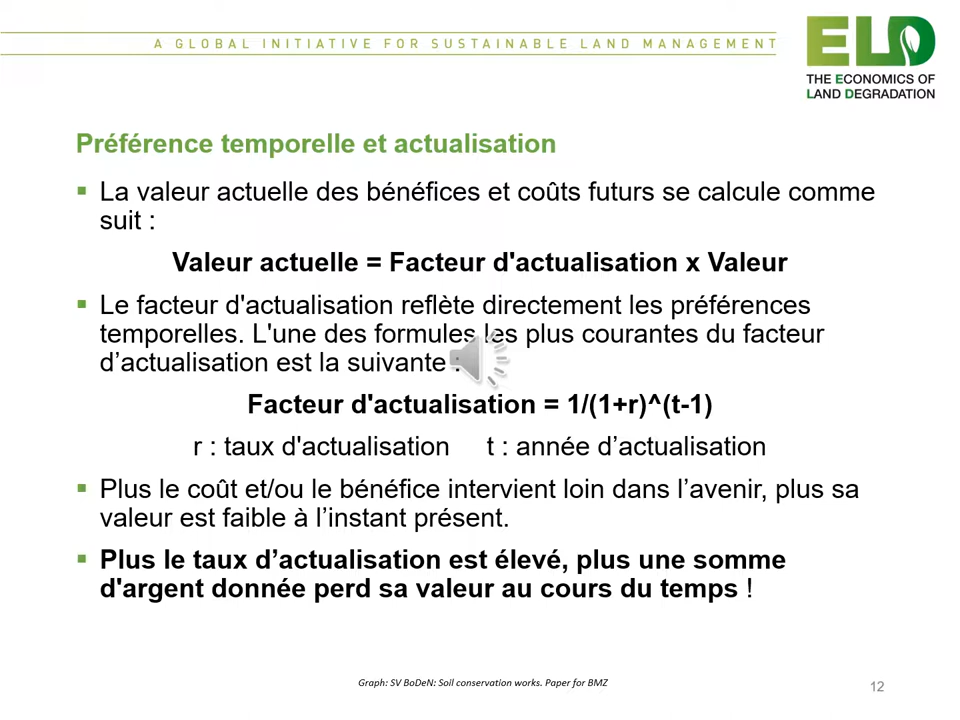 A GLOBAL INITIATIVE FOR SUSTAINABLE LAND MANAGEMENT
ELD
THE ECONOMICS OF
LAND DEGRADATION
Préférence temporelle et actualisation
La valeur actuelle des bénéfices et coûts futurs se calcule comme
suit :
Valeur actuelle = Facteur d'actualisation x Valeur
Le facteur d'actualisation reflète directement les préférences
temporelles. L'une des formules les plus courantes du facteur
d’actualisation est la suivante :
Facteur d'actualisation = 1/(1+r)^(t-1)
r : taux d'actualisation t : année d’actualisation
Plus le coût et/ou le bénéfice intervient loin dans l’avenir, plus sa
valeur est faible à l’instant présent.
Plus le taux d’actualisation est élevé, plus une somme
d'argent donnée perd sa valeur au cours du temps !
Graph: SV BoDeN: Soil conservation works. Paper for BMZ
12